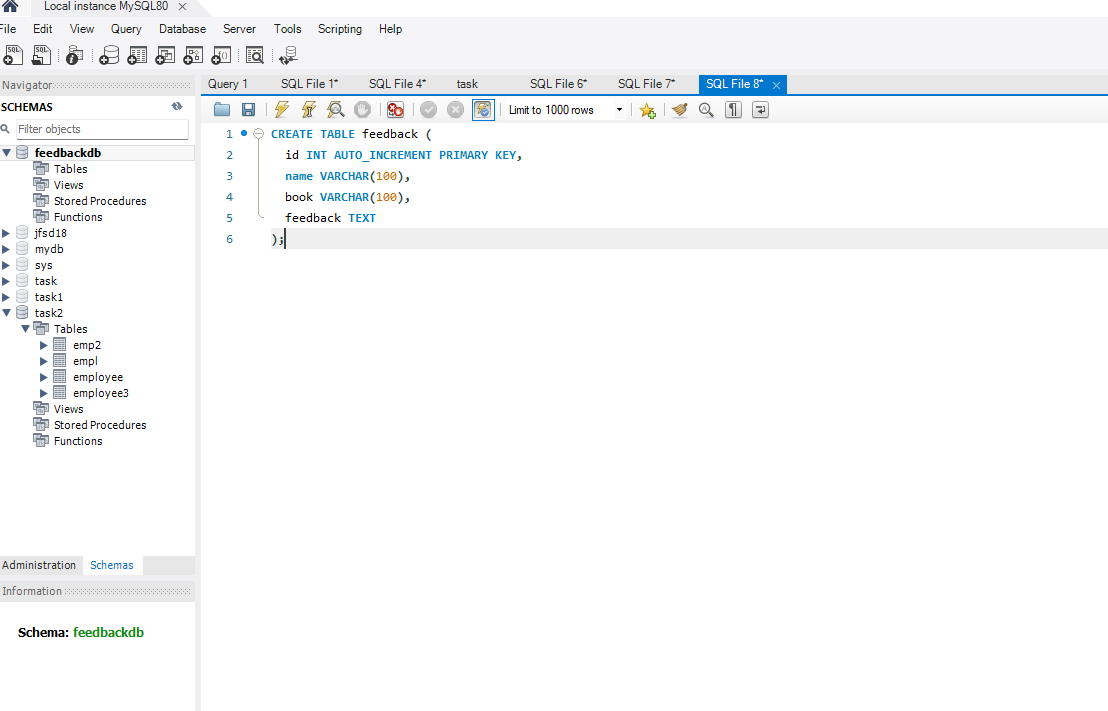 Local instance MySQL80
File Edit View Query Database Server Tools Scripting Help
Navigator
SCHEMAS
Filter objects
feedbackdb
Tables
Views
Stored Procedures
Functions
jfsd18
mydb
sys
task
task1
task2
Tables
emp2
empl
employee
employee3
Views
Stored Procedures
Functions
Administration Schemas
Information
Schema: feedbackdb
Query 1 SQL File 1* SQL File 4* task SQL File 6* SQL File 7* SQL File 8*
Limit to 1000 rows
1 CREATE TABLE feedback (
2 id INT AUTO_INCREMENT PRIMARY KEY,
3 name VARCHAR(100),
4 book VARCHAR(100),
5 feedback TEXT
6 );